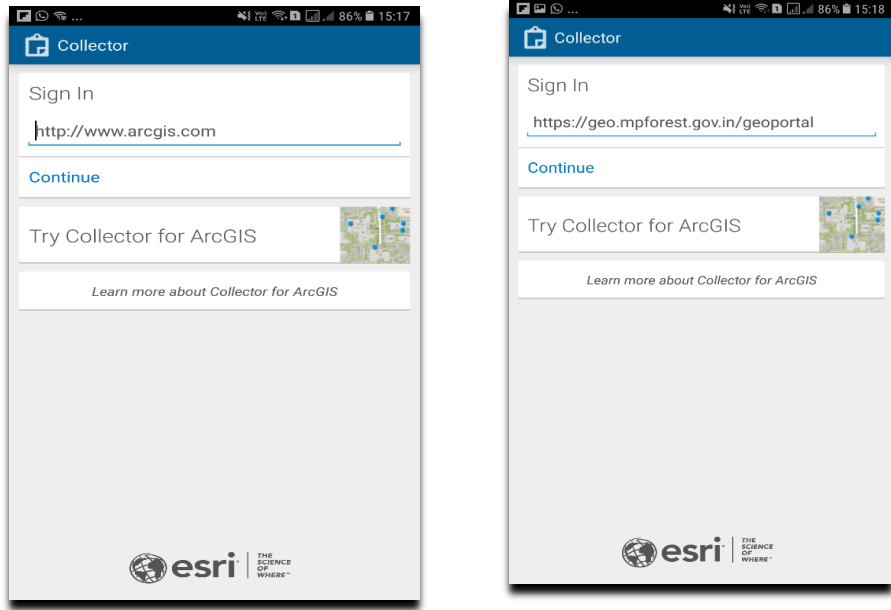 86% 15:17
Collector
Sign In
http://www.arcgis.com
Continue
Try Collector for ArcGIS
Learn more about Collector for ArcGIS
esri THE SCIENCE OF WHERE™
86% 15:18
Collector
Sign In
https://geo.mpforest.gov.in/geoportal
Continue
Try Collector for ArcGIS
Learn more about Collector for ArcGIS
esri THE SCIENCE OF WHERE™